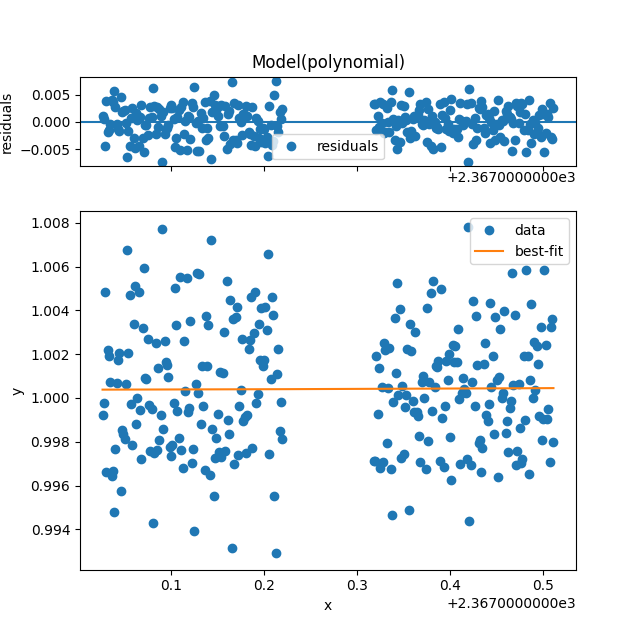 Model(polynomial)
residuals
0.005
0.000
−0.005
residuals
+2.3670000000e3
y
1.008
1.006
1.004
1.002
1.000
0.998
0.996
0.994
data
best-fit
0.1 0.2 0.3 0.4 0.5
x
+2.3670000000e3